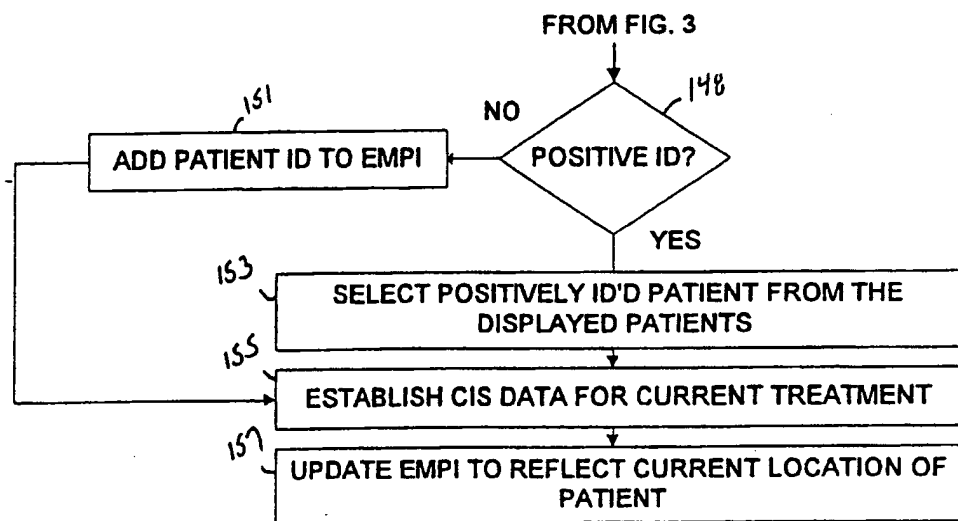 FROM FIG. 3
148
NO
POSITIVE ID?
151
ADD PATIENT ID TO EMPI
YES
153
SELECT POSITIVELY ID'D PATIENT FROM THE
DISPLAYED PATIENTS
155
ESTABLISH CIS DATA FOR CURRENT TREATMENT
157
UPDATE EMPI TO REFLECT CURRENT LOCATION OF
PATIENT